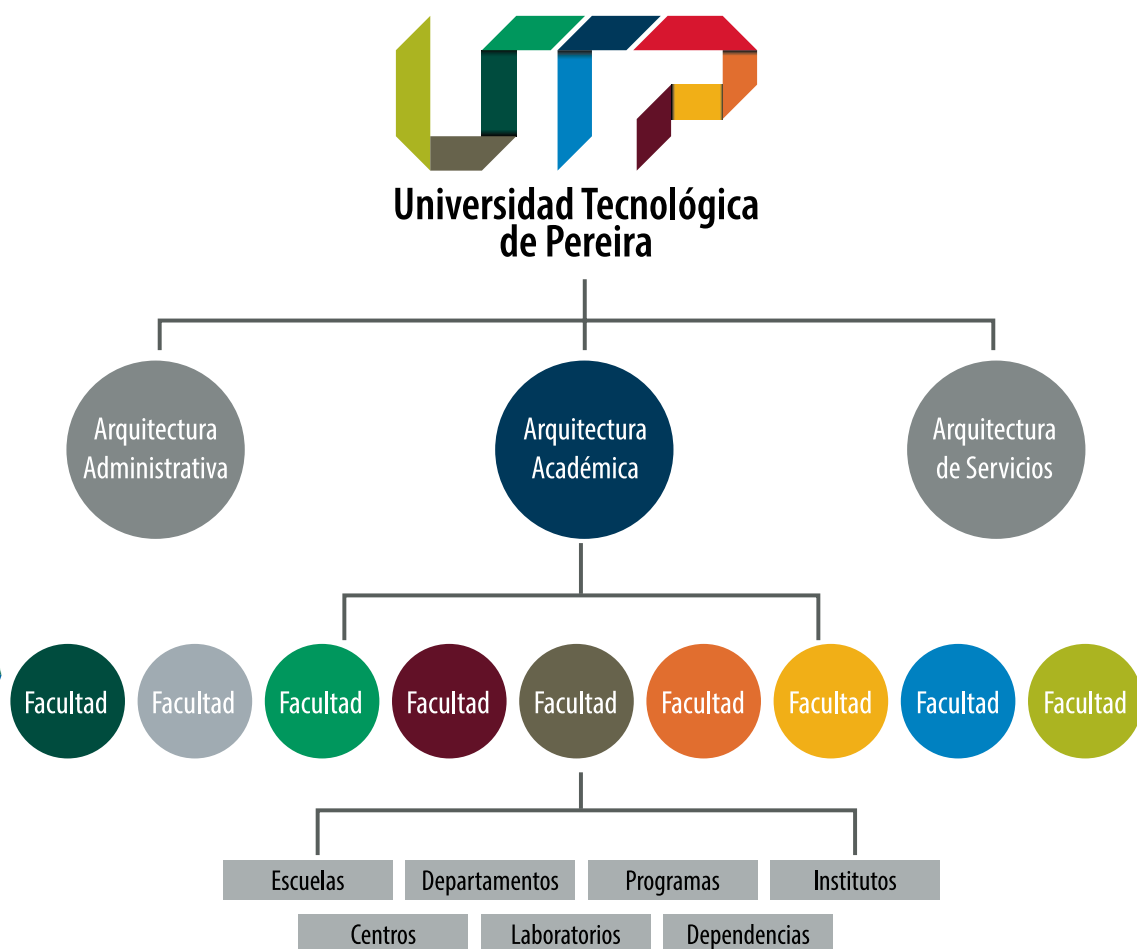 UTP
Universidad Tecnológica
de Pereira
Arquitectura
Administrativa
Arquitectura
Académica
Arquitectura
de Servicios
Facultad
Facultad
Facultad
Facultad
Facultad
Facultad
Facultad
Facultad
Facultad
Escuelas
Departamentos
Programas
Institutos
Centros
Laboratorios
Dependencias